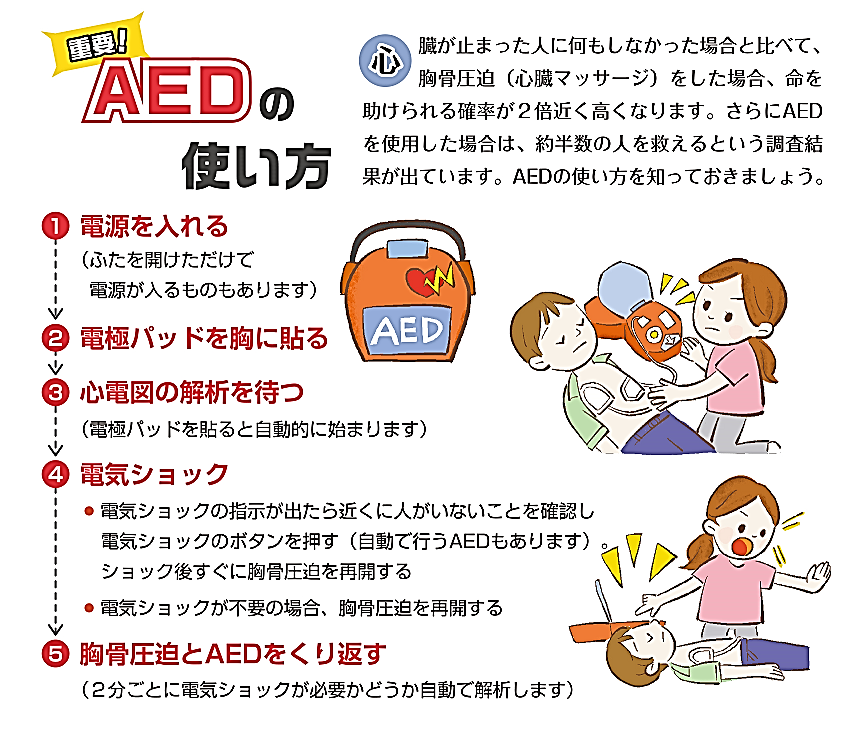 重要!
AEDの
使い方
心臓が止まった人に何もしなかった場合と比べて、
胸骨圧迫（心臓マッサージ）をした場合、命を
助けられる確率が２倍近く高くなります。さらにAED
を使用した場合は、約半数の人を救えるという調査結
果が出ています。AEDの使い方を知っておきましょう。
1 電源を入れる
（ふたを開けただけで
電源が入るものもあります）
AED
2 電極パッドを胸に貼る
3 心電図の解析を待つ
（電極パッドを貼ると自動的に始まります）
4 電気ショック
● 電気ショックの指示が出たら近くに人がいないことを確認し
電気ショックのボタンを押す（自動で行うAEDもあります）。
ショック後すぐに胸骨圧迫を再開する
● 電気ショックが不要の場合、胸骨圧迫を再開する
5 胸骨圧迫とAEDをくり返す
（２分ごとに電気ショックが必要かどうか自動で解析します）